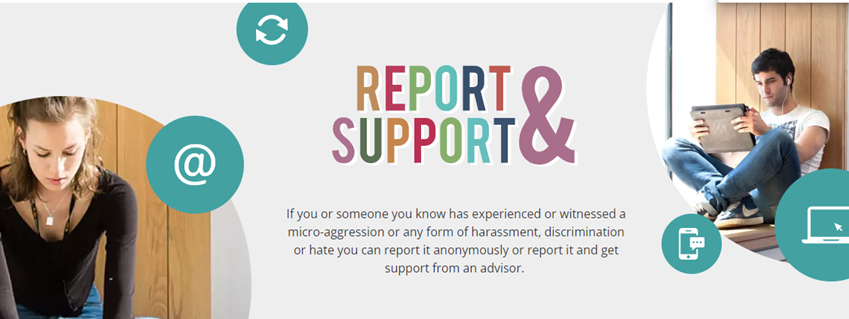 REPORT &
SUPPORT
@
If you or someone you know has experienced or witnessed a
micro-aggression or any form of harassment, discrimination
or hate you can report it anonymously or report it and get
support from an advisor.